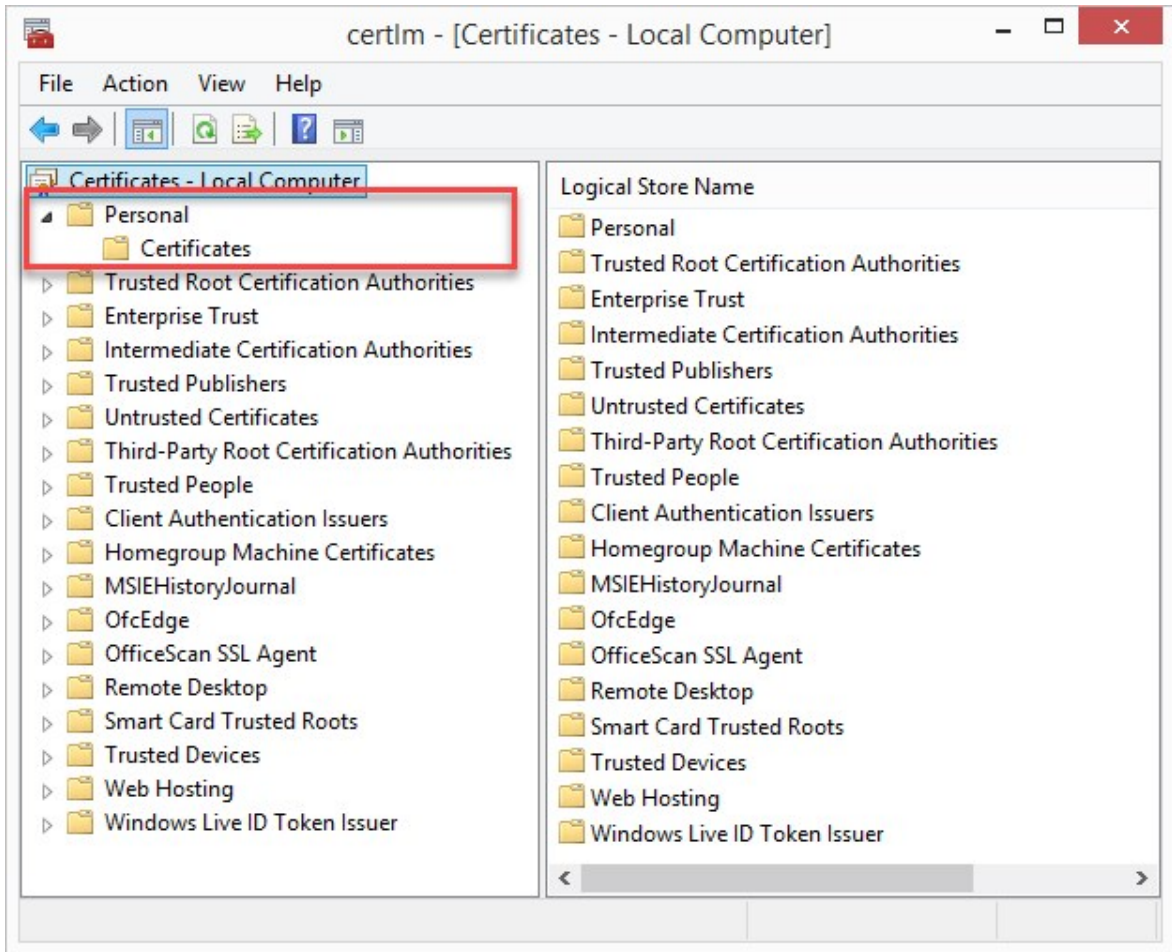 certlm - [Certificates - Local Computer]
File Action View Help
Certificates - Local Computer
Personal
Certificates
Trusted Root Certification Authorities
Enterprise Trust
Intermediate Certification Authorities
Trusted Publishers
Untrusted Certificates
Third-Party Root Certification Authorities
Trusted People
Client Authentication Issuers
Homegroup Machine Certificates
MSIEHistoryJournal
OfcEdge
OfficeScan SSL Agent
Remote Desktop
Smart Card Trusted Roots
Trusted Devices
Web Hosting
Windows Live ID Token Issuer
Logical Store Name
Personal
Trusted Root Certification Authorities
Enterprise Trust
Intermediate Certification Authorities
Trusted Publishers
Untrusted Certificates
Third-Party Root Certification Authorities
Trusted People
Client Authentication Issuers
Homegroup Machine Certificates
MSIEHistoryJournal
OfcEdge
OfficeScan SSL Agent
Remote Desktop
Smart Card Trusted Roots
Trusted Devices
Web Hosting
Windows Live ID Token Issuer